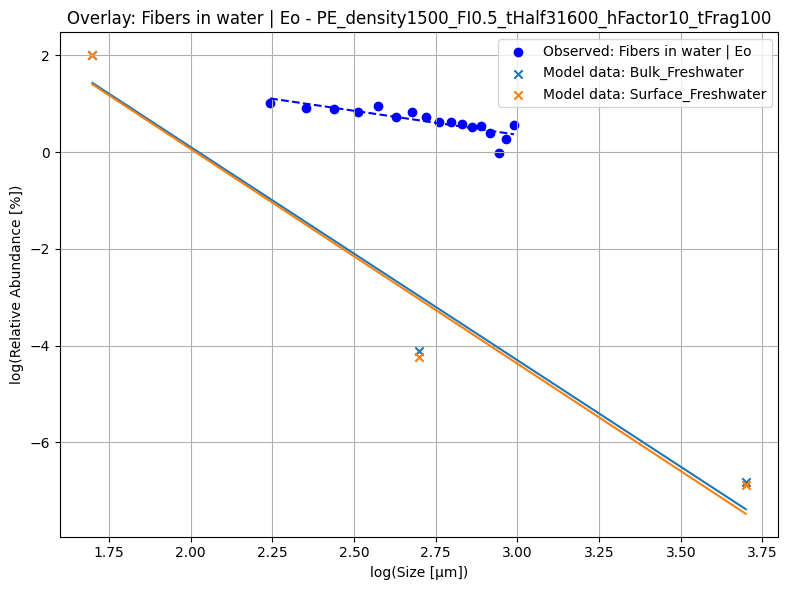 Overlay: Fibers in water | Eo - PE_density1500_FI0.5_tHalf31600_hFactor10_tFrag100
Observed: Fibers in water | Eo
Model data: Bulk_Freshwater
Model data: Surface_Freshwater
log(Relative Abundance [%])
2
0
−2
−4
−6
1.75 2.00 2.25 2.50 2.75 3.00 3.25 3.50 3.75
log(Size [µm])